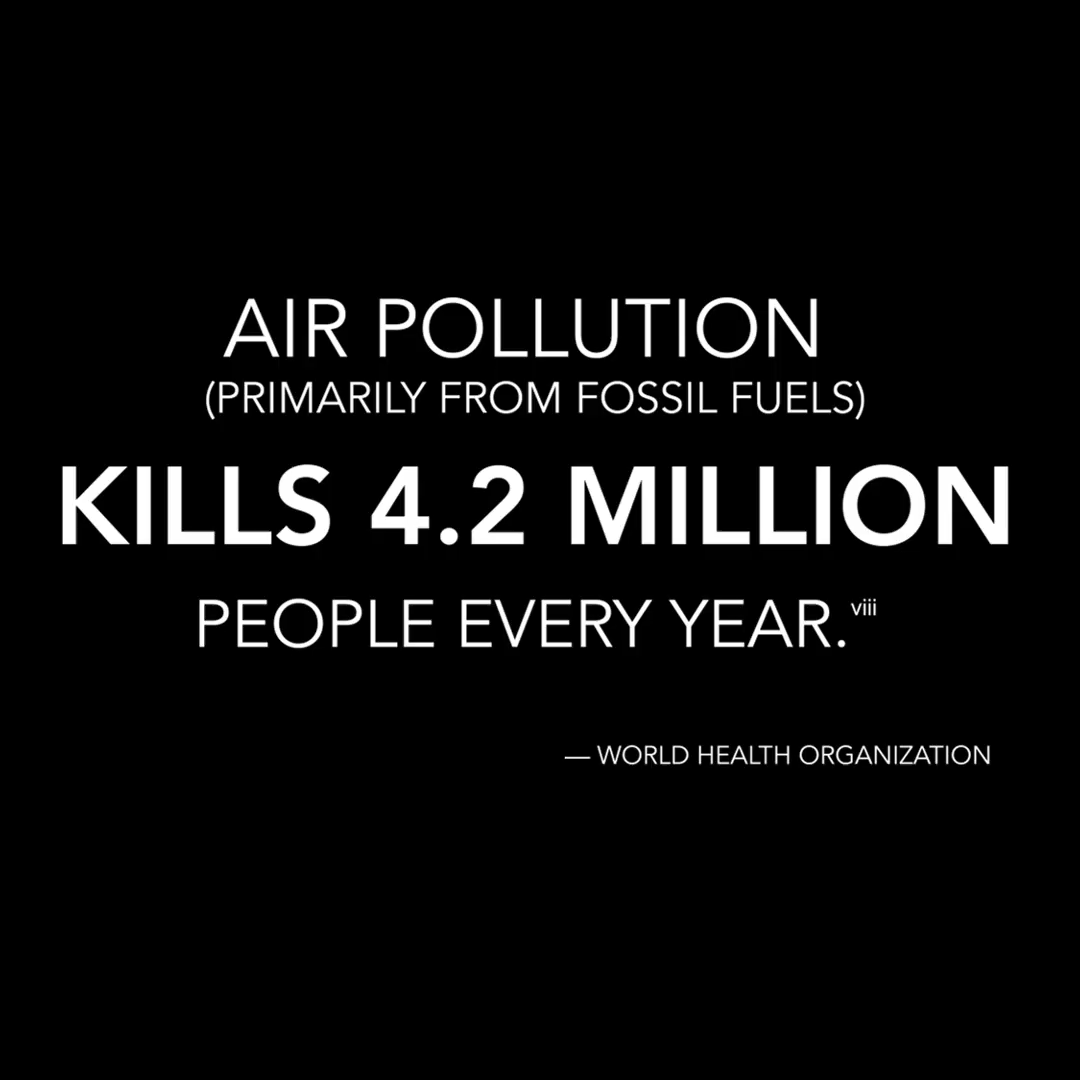 AIR POLLUTION
(PRIMARILY FROM FOSSIL FUELS)
KILLS 4.2 MILLION
PEOPLE EVERY YEAR.viii
— WORLD HEALTH ORGANIZATION